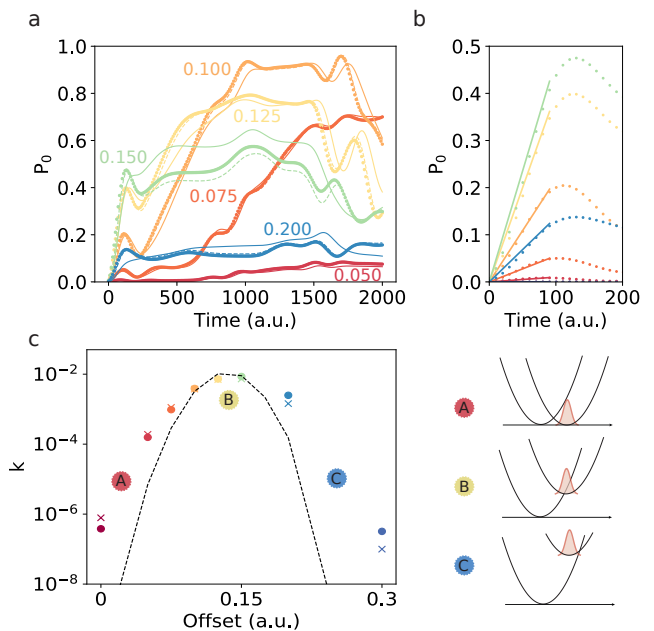 a
b
1.0
0.8
0.6
0.4
0.2
0.0
P0
0.100
0.125
0.150
0.075
0.200
0.050
0
500
1000
1500
2000
Time (a.u.)
0.5
0.4
0.3
0.2
0.1
0.0
P0
0
100
200
Time (a.u.)
c
10−2
10−4
10−6
10−8
k
A
B
C
0
0.15
0.3
Offset (a.u.)
A
B
C